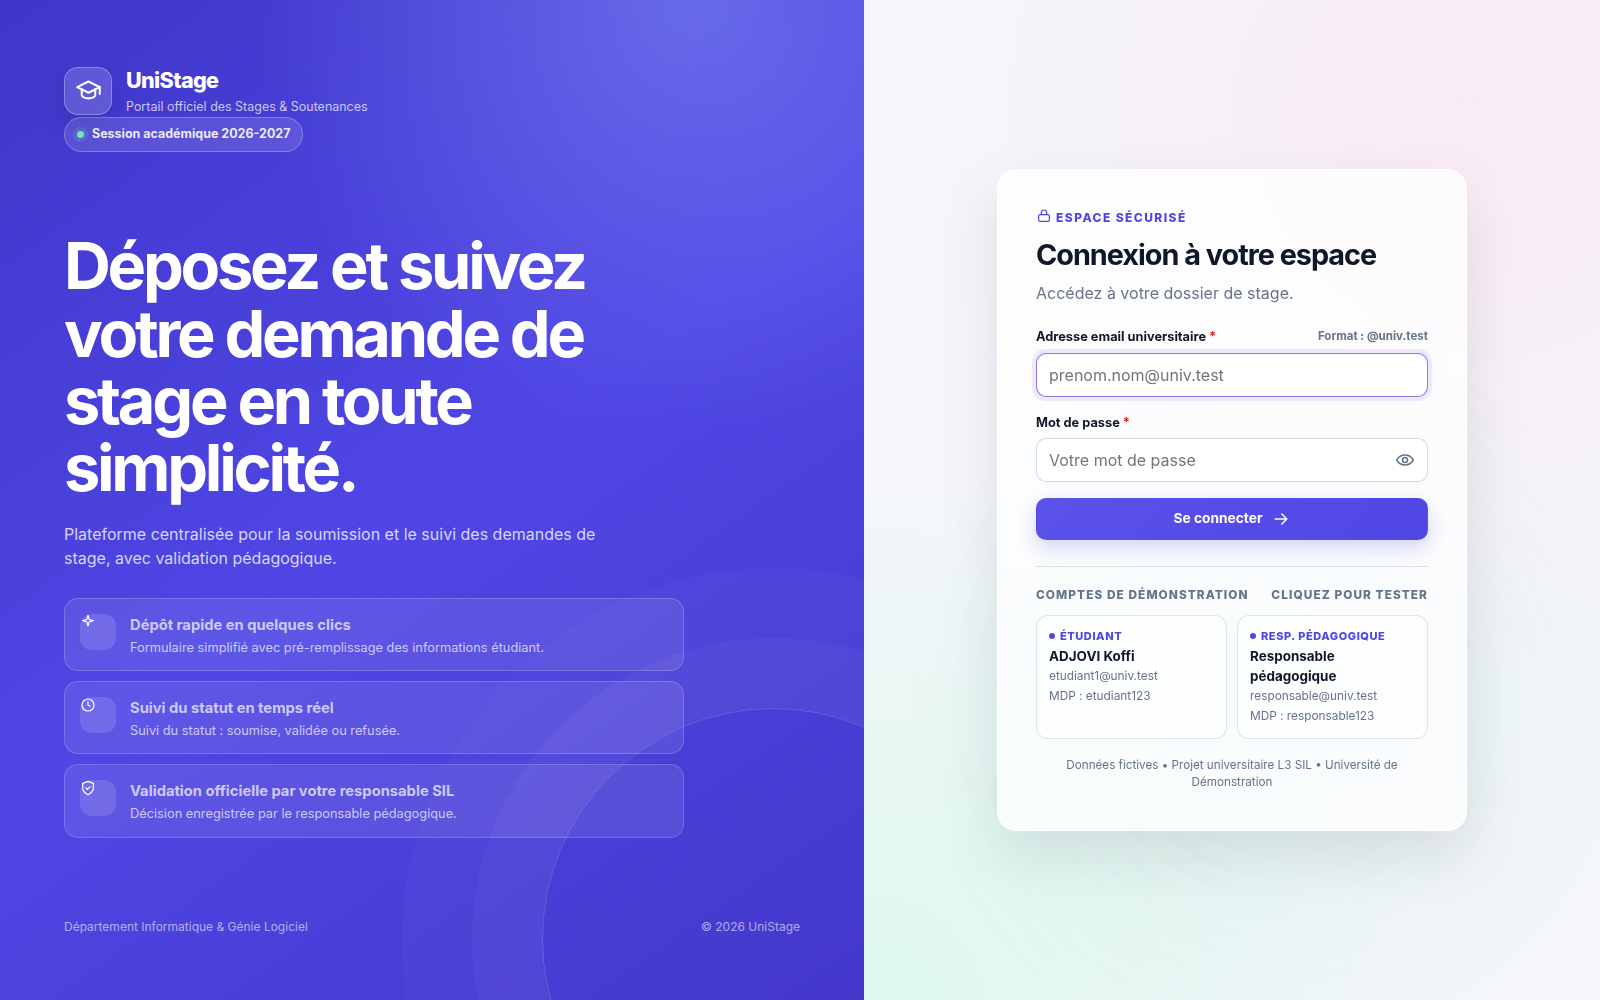 UniStage
Portail officiel des Stages & Soutenances
Session académique 2026-2027
Déposez et suivez
votre demande de
stage en toute
simplicité.
Plateforme centralisée pour la soumission et le suivi des demandes de
stage, avec validation pédagogique.
Dépôt rapide en quelques clics
Formulaire simplifié avec pré-remplissage des informations étudiant.
Suivi du statut en temps réel
Suivi du statut : soumise, validée ou refusée.
Validation officielle par votre responsable SIL
Décision enregistrée par le responsable pédagogique.
Département Informatique & Génie Logiciel
© 2026 UniStage
ESPACE SÉCURISÉ
Connexion à votre espace
Accédez à votre dossier de stage.
Adresse email universitaire *
Format : @univ.test
prenom.nom@univ.test
Mot de passe *
Votre mot de passe
Se connecter →
COMPTES DE DÉMONSTRATION
CLIQUEZ POUR TESTER
ÉTUDIANT
ADJOVI Koffi
etudiant1@univ.test
MDP : etudiant123
RESP. PÉDAGOGIQUE
Responsable
pédagogique
responsable@univ.test
MDP : responsable123
Données fictives • Projet universitaire L3 SIL • Université de
Démonstration